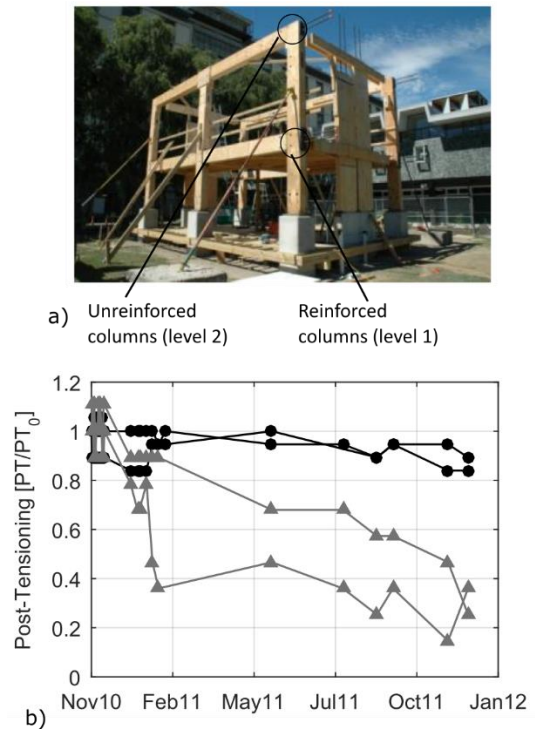 Unreinforced
columns (level 2)
Reinforced
columns (level 1)
a)
Post-Tensioning [PT/PT₀]
1.2
1
0.8
0.6
0.4
0.2
0
Nov10 Feb11 May11 Jul11 Oct11 Jan12
b)